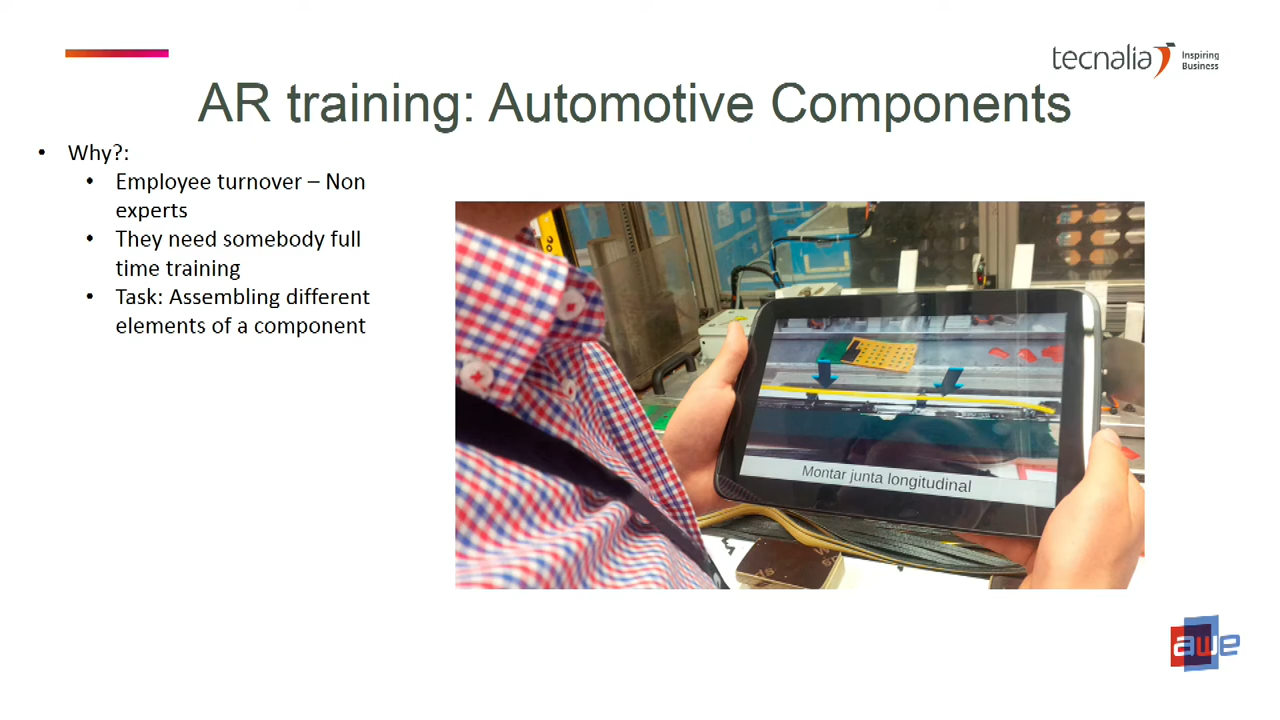 tecnalia Inspiring
Business
AR training: Automotive Components
• Why?:
• Employee turnover – Non
experts
• They need somebody full
time training
• Task: Assembling different
elements of a component
Montar junta longitudinal
awe